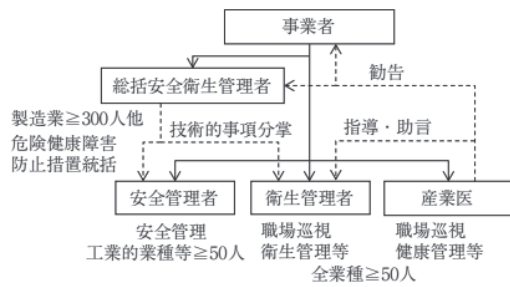 事業者
総括安全衛生管理者
勧告
製造業≧300人他
危険健康障害
防止措置統括
技術的事項分掌
指導・助言
安全管理者
衛生管理者
産業医
安全管理
工業的業種等≧50人
職場巡視
衛生管理等
全業種≧50人
職場巡視
健康管理等